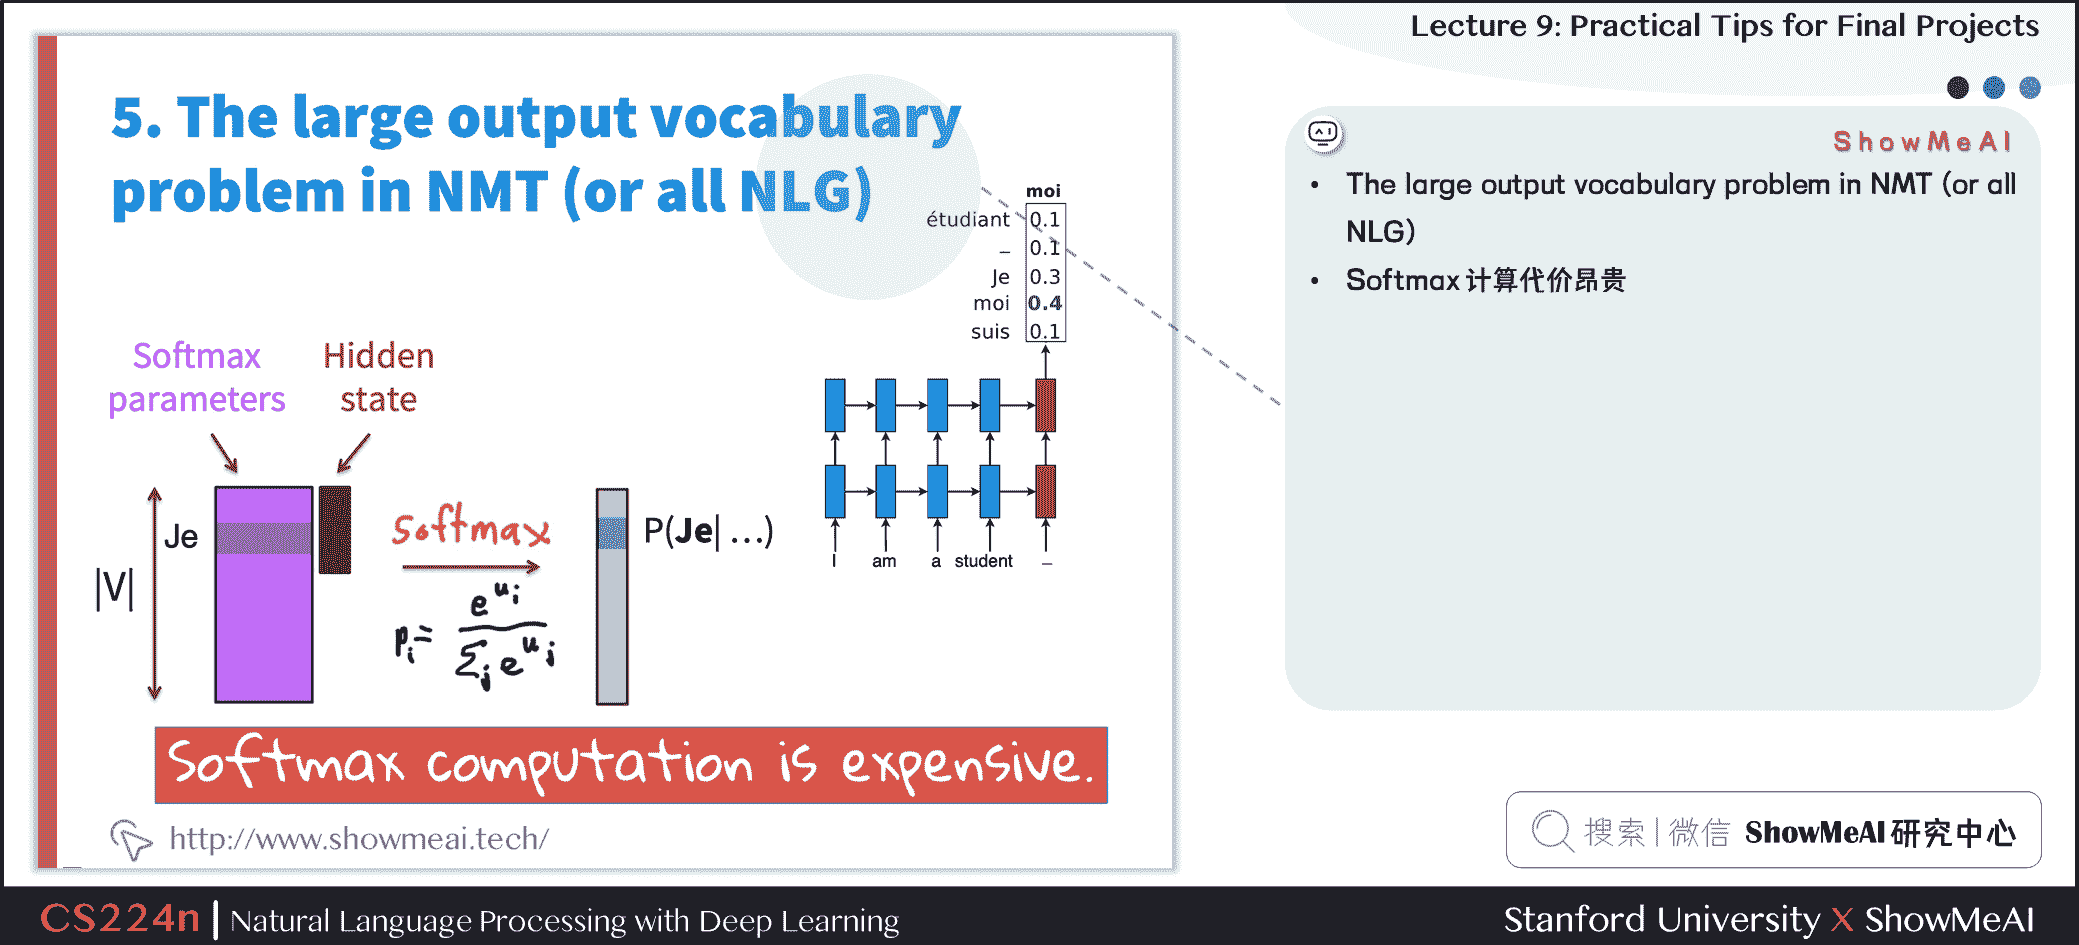 Lecture 9: Practical Tips for Final Projects
5. The large output vocabulary
problem in NMT (or all NLG)
moi
étudiant 0.1
_ 0.1
Je 0.3
moi 0.4
suis 0.1
Softmax
parameters
Hidden
state
Je
|V|
Softmax
p_i = e^{u_i} / Σ_j e^{u_j}
P(Je| …)
I am a student _
Softmax computation is expensive.
http://www.showmeai.tech/
ShowMeAI
• The large output vocabulary problem in NMT (or all
NLG)
• Softmax 计算代价昂贵
搜索 | 微信 ShowMeAI 研究中心
CS224n | Natural Language Processing with Deep Learning
Stanford University X ShowMeAI